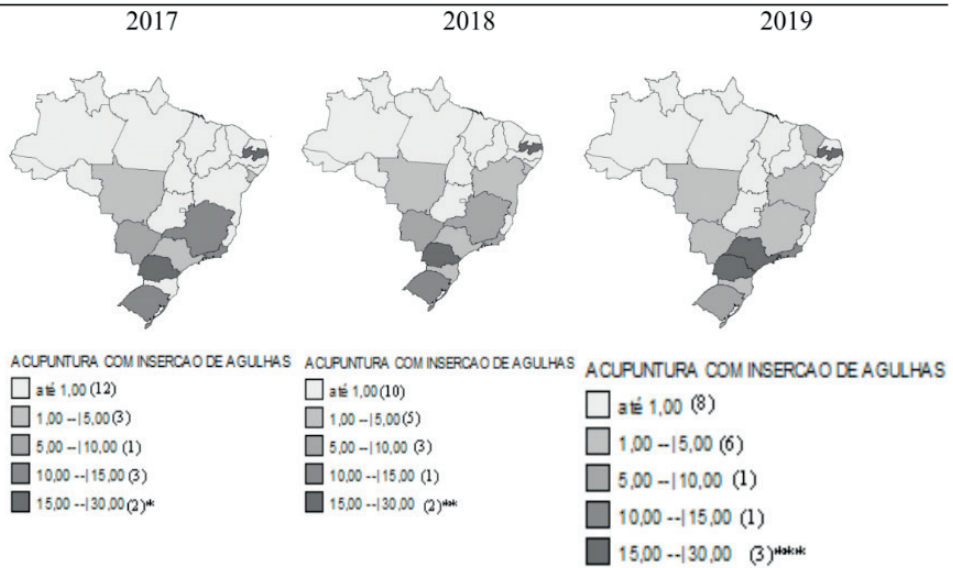 2017 2018 2019
ACUPUNTURA COM INSERCAO DE AGULHAS
até 1,00 (12)
1,00 --| 5,00 (3)
5,00 --| 10,00 (1)
10,00 --| 15,00 (3)
15,00 --| 30,00 (2)*
ACUPUNTURA COM INSERCAO DE AGULHAS
até 1,00 (10)
1,00 --| 5,00 (5)
5,00 --| 10,00 (3)
10,00 --| 15,00 (1)
15,00 --| 30,00 (2)**
ACUPUNTURA COM INSERCAO DE AGULHAS
até 1,00 (8)
1,00 --| 5,00 (6)
5,00 --| 10,00 (1)
10,00 --| 15,00 (1)
15,00 --| 30,00 (3)***